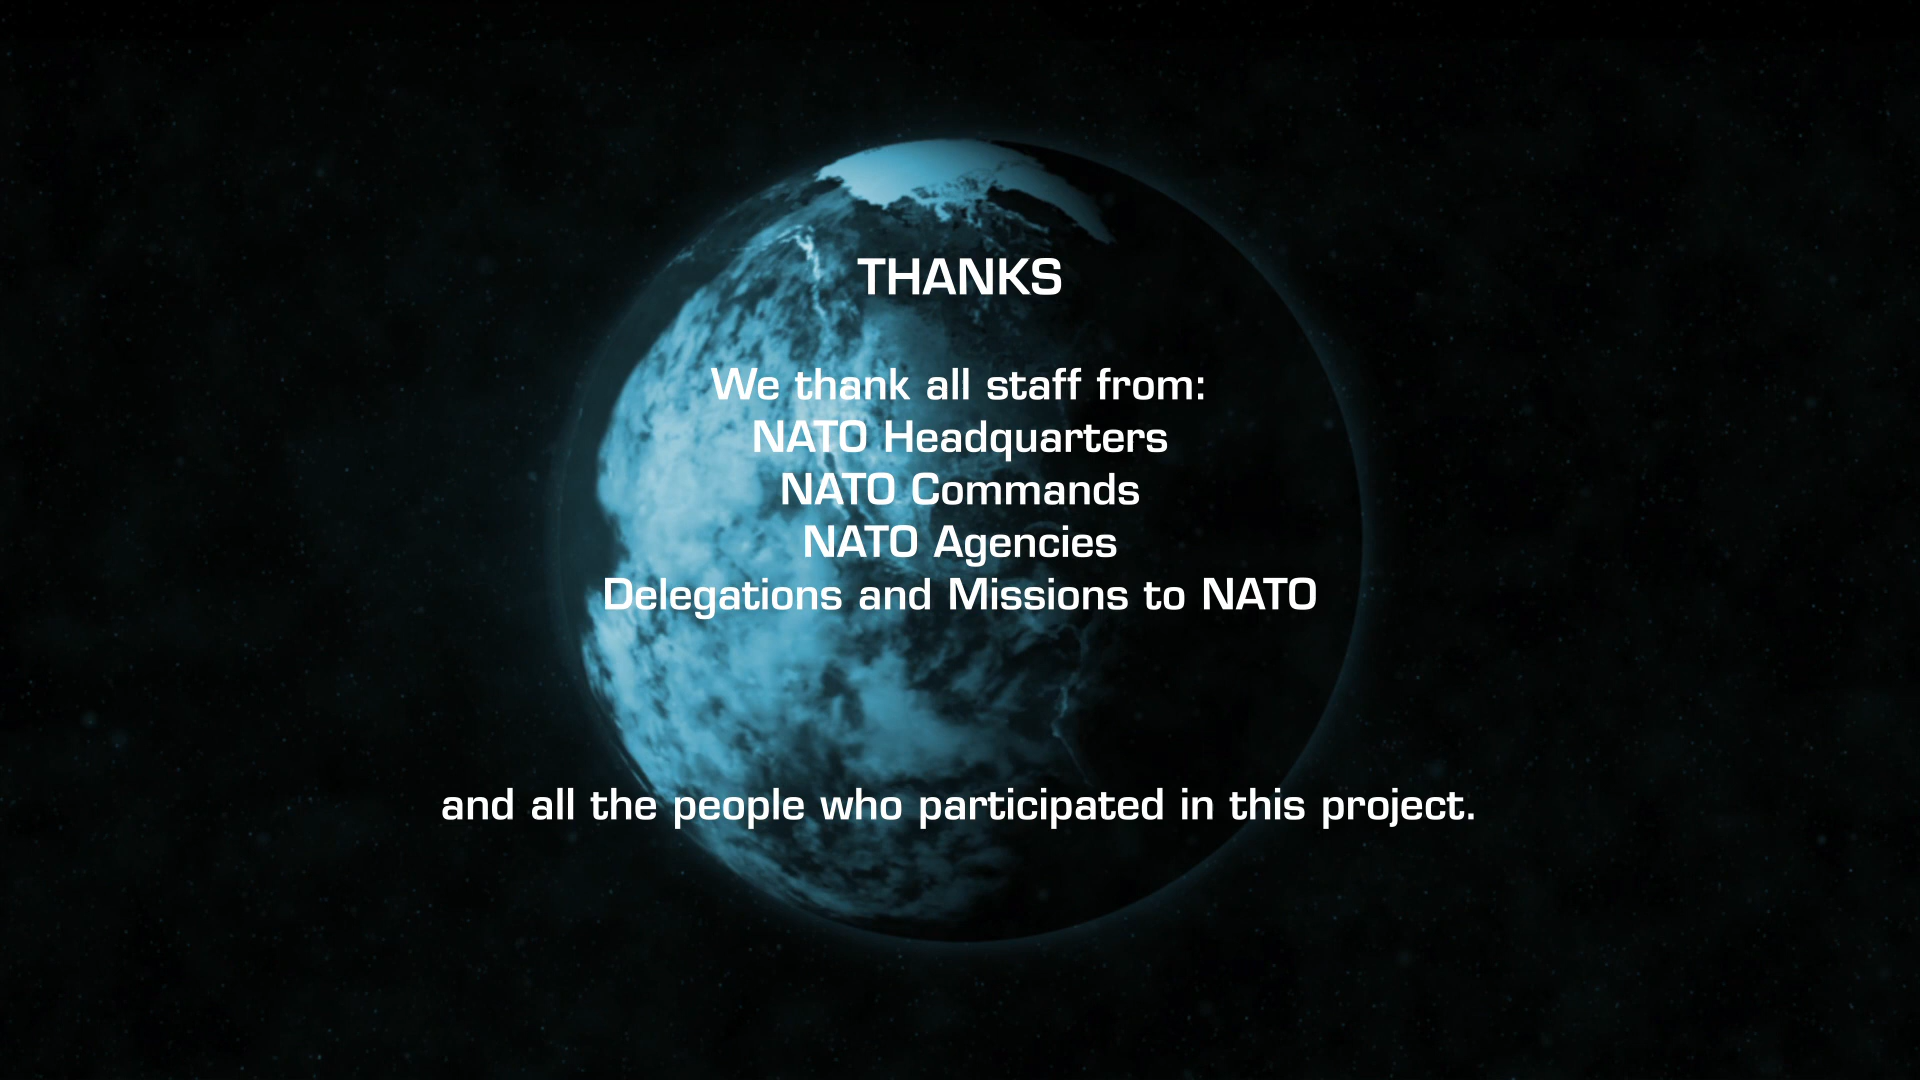 THANKS
We thank all staff from:
NATO Headquarters
NATO Commands
NATO Agencies
Delegations and Missions to NATO
and all the people who participated in this project.